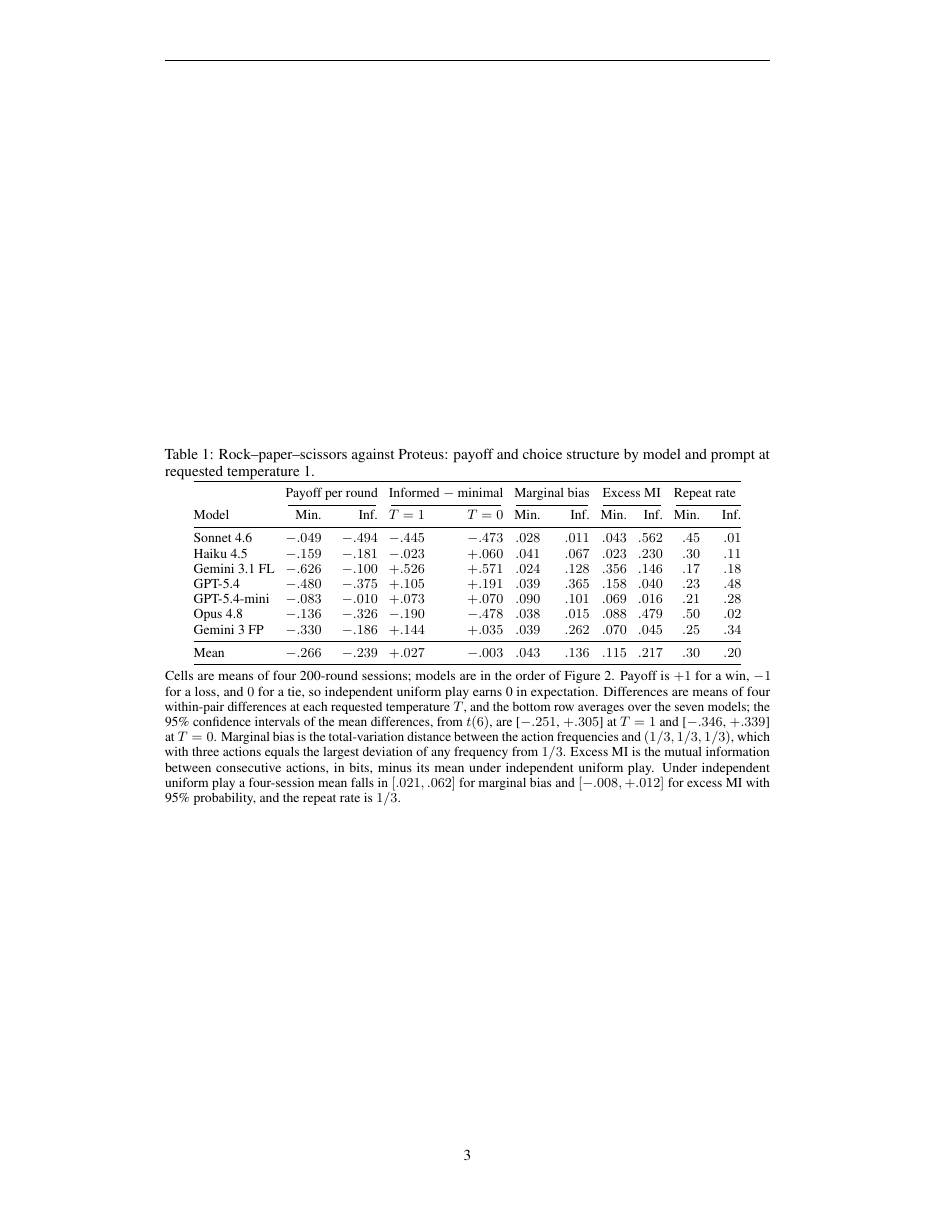 Table 1: Rock–paper–scissors against Proteus: payoff and choice structure by model and prompt at
requested temperature 1.
Payoff per round Informed − minimal Marginal bias Excess MI Repeat rate
Model Min. Inf. T = 1 T = 0 Min. Inf. Min. Inf. Min. Inf.
Sonnet 4.6 −.049 −.494 −.445 −.473 .028 .011 .043 .562 .45 .01
Haiku 4.5 −.159 −.181 −.023 +.060 .041 .067 .023 .230 .30 .11
Gemini 3.1 FL −.626 −.100 +.526 +.571 .024 .128 .356 .146 .17 .18
GPT-5.4 −.480 −.375 +.105 +.191 .039 .365 .158 .040 .23 .48
GPT-5.4-mini −.083 −.010 +.073 +.070 .090 .101 .069 .016 .21 .28
Opus 4.8 −.136 −.326 −.190 −.478 .038 .015 .088 .479 .50 .02
Gemini 3 FP −.330 −.186 +.144 +.035 .039 .262 .070 .045 .25 .34
Mean −.266 −.239 +.027 −.003 .043 .136 .115 .217 .30 .20
Cells are means of four 200-round sessions; models are in the order of Figure 2. Payoff is +1 for a win, −1
for a loss, and 0 for a tie, so independent uniform play earns 0 in expectation. Differences are means of four
within-pair differences at each requested temperature T, and the bottom row averages over the seven models; the
95% confidence intervals of the mean differences, from t(6), are [−.251, +.305] at T = 1 and [−.346, +.339]
at T = 0. Marginal bias is the total-variation distance between the action frequencies and (1/3, 1/3, 1/3), which
with three actions equals the largest deviation of any frequency from 1/3. Excess MI is the mutual information
between consecutive actions, in bits, minus its mean under independent uniform play. Under independent
uniform play a four-session mean falls in [.021, .062] for marginal bias and [−.008, +.012] for excess MI with
95% probability, and the repeat rate is 1/3.
3